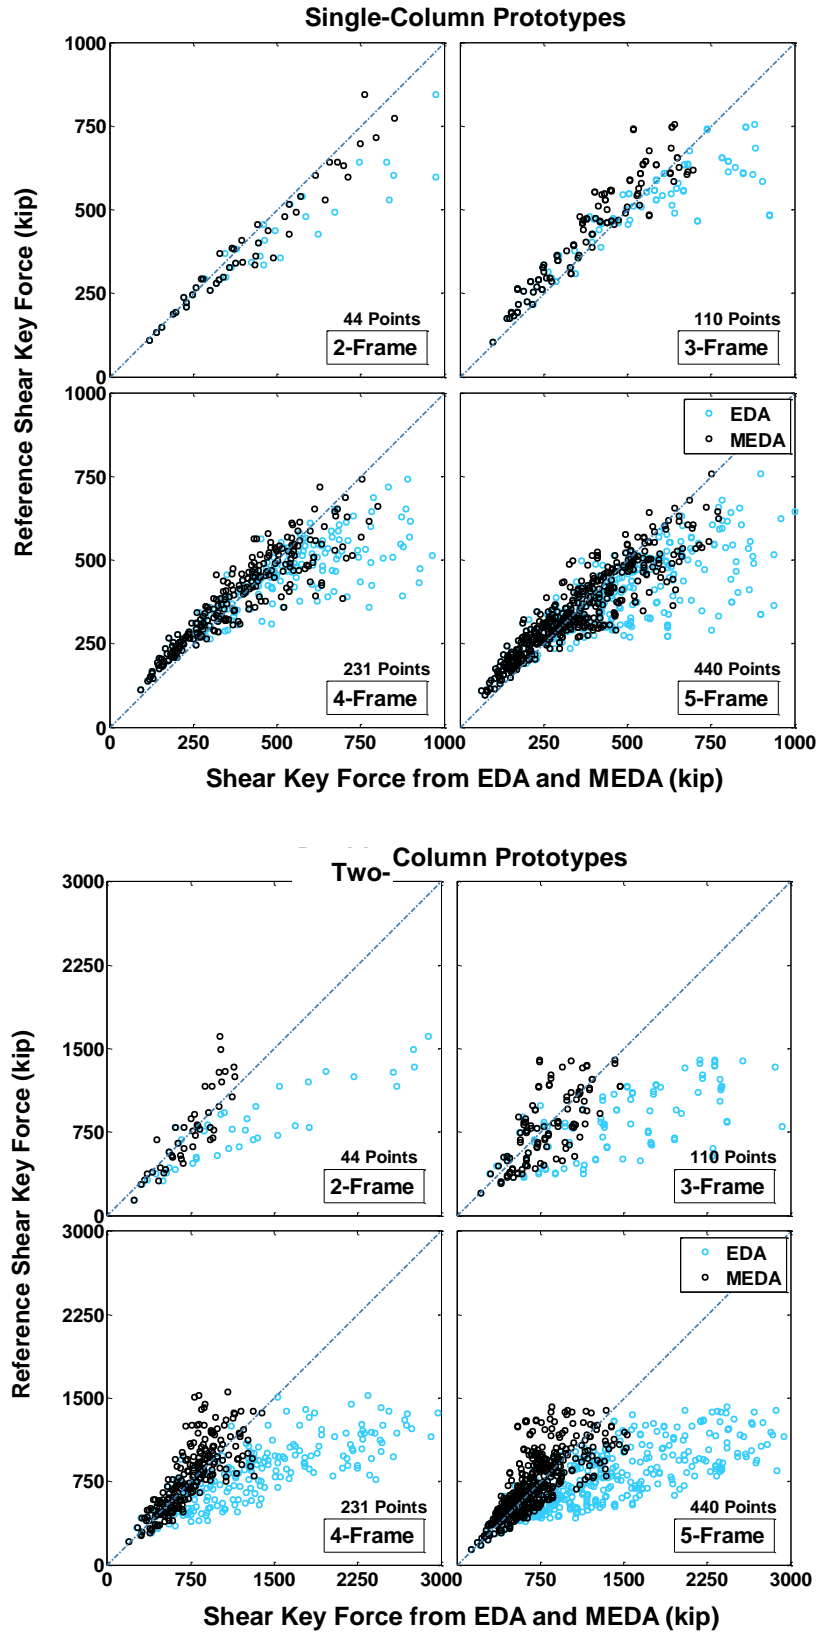 Single-Column Prototypes
Reference Shear Key Force (kip)
1000
750
500
250
0
44 Points
2-Frame
110 Points
3-Frame
1000
750
500
250
0
231 Points
4-Frame
EDA
MEDA
440 Points
5-Frame
0 250 500 750 1000
0 250 500 750 1000
Shear Key Force from EDA and MEDA (kip)
Two-Column Prototypes
Reference Shear Key Force (kip)
3000
2250
1500
750
0
44 Points
2-Frame
110 Points
3-Frame
3000
2250
1500
750
0
231 Points
4-Frame
EDA
MEDA
440 Points
5-Frame
0 750 1500 2250 3000
750 1500 2250 3000
Shear Key Force from EDA and MEDA (kip)